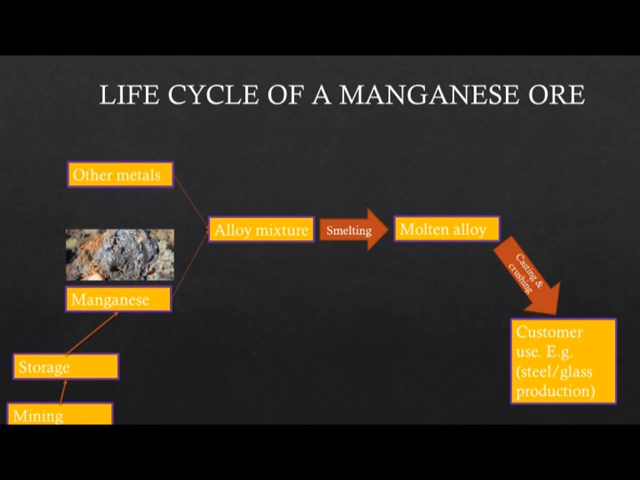 LIFE CYCLE OF A MANGANESE ORE
Other metals
Alloy mixture
Smelting
Molten alloy
Casting &
crushing
Manganese
Customer
use. E.g.
(steel/glass
production)
Storage
Mining